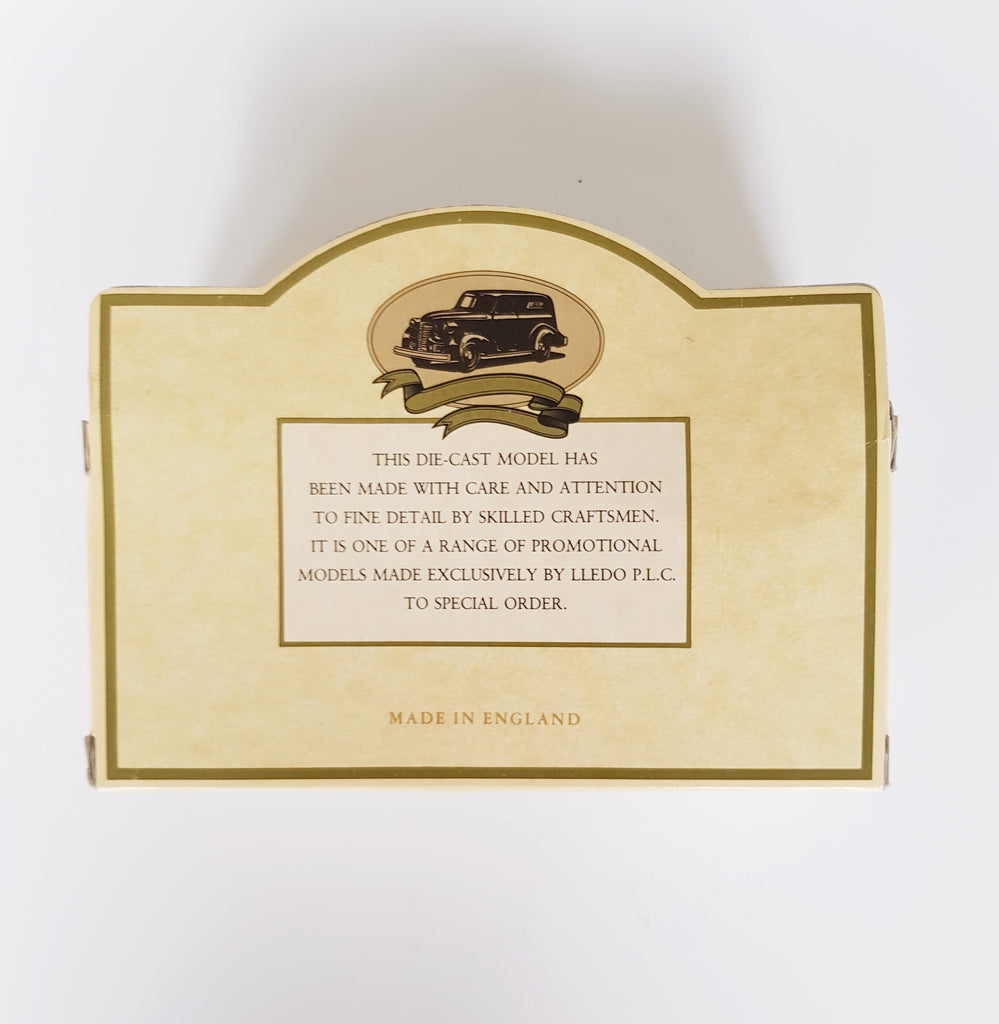 THIS DIE-CAST MODEL HAS
BEEN MADE WITH CARE AND ATTENTION
TO FINE DETAIL BY SKILLED CRAFTSMEN.
IT IS ONE OF A RANGE OF PROMOTIONAL
MODELS MADE EXCLUSIVELY BY LLEDO P.L.C.
TO SPECIAL ORDER.
MADE IN ENGLAND